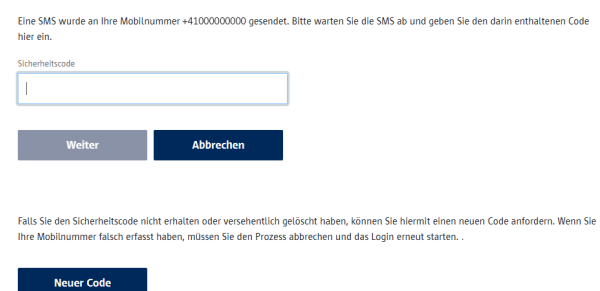 Eine SMS wurde an Ihre Mobilnummer +41000000000 gesendet. Bitte warten Sie die SMS ab und geben Sie den darin enthaltenen Code
hier ein.
Sicherheitscode
Weiter Abbrechen
Falls Sie den Sicherheitscode nicht erhalten oder versehentlich gelöscht haben, können Sie hiermit einen neuen Code anfordern. Wenn Sie
Ihre Mobilnummer falsch erfasst haben, müssen Sie den Prozess abbrechen und das Login erneut starten. .
Neuer Code